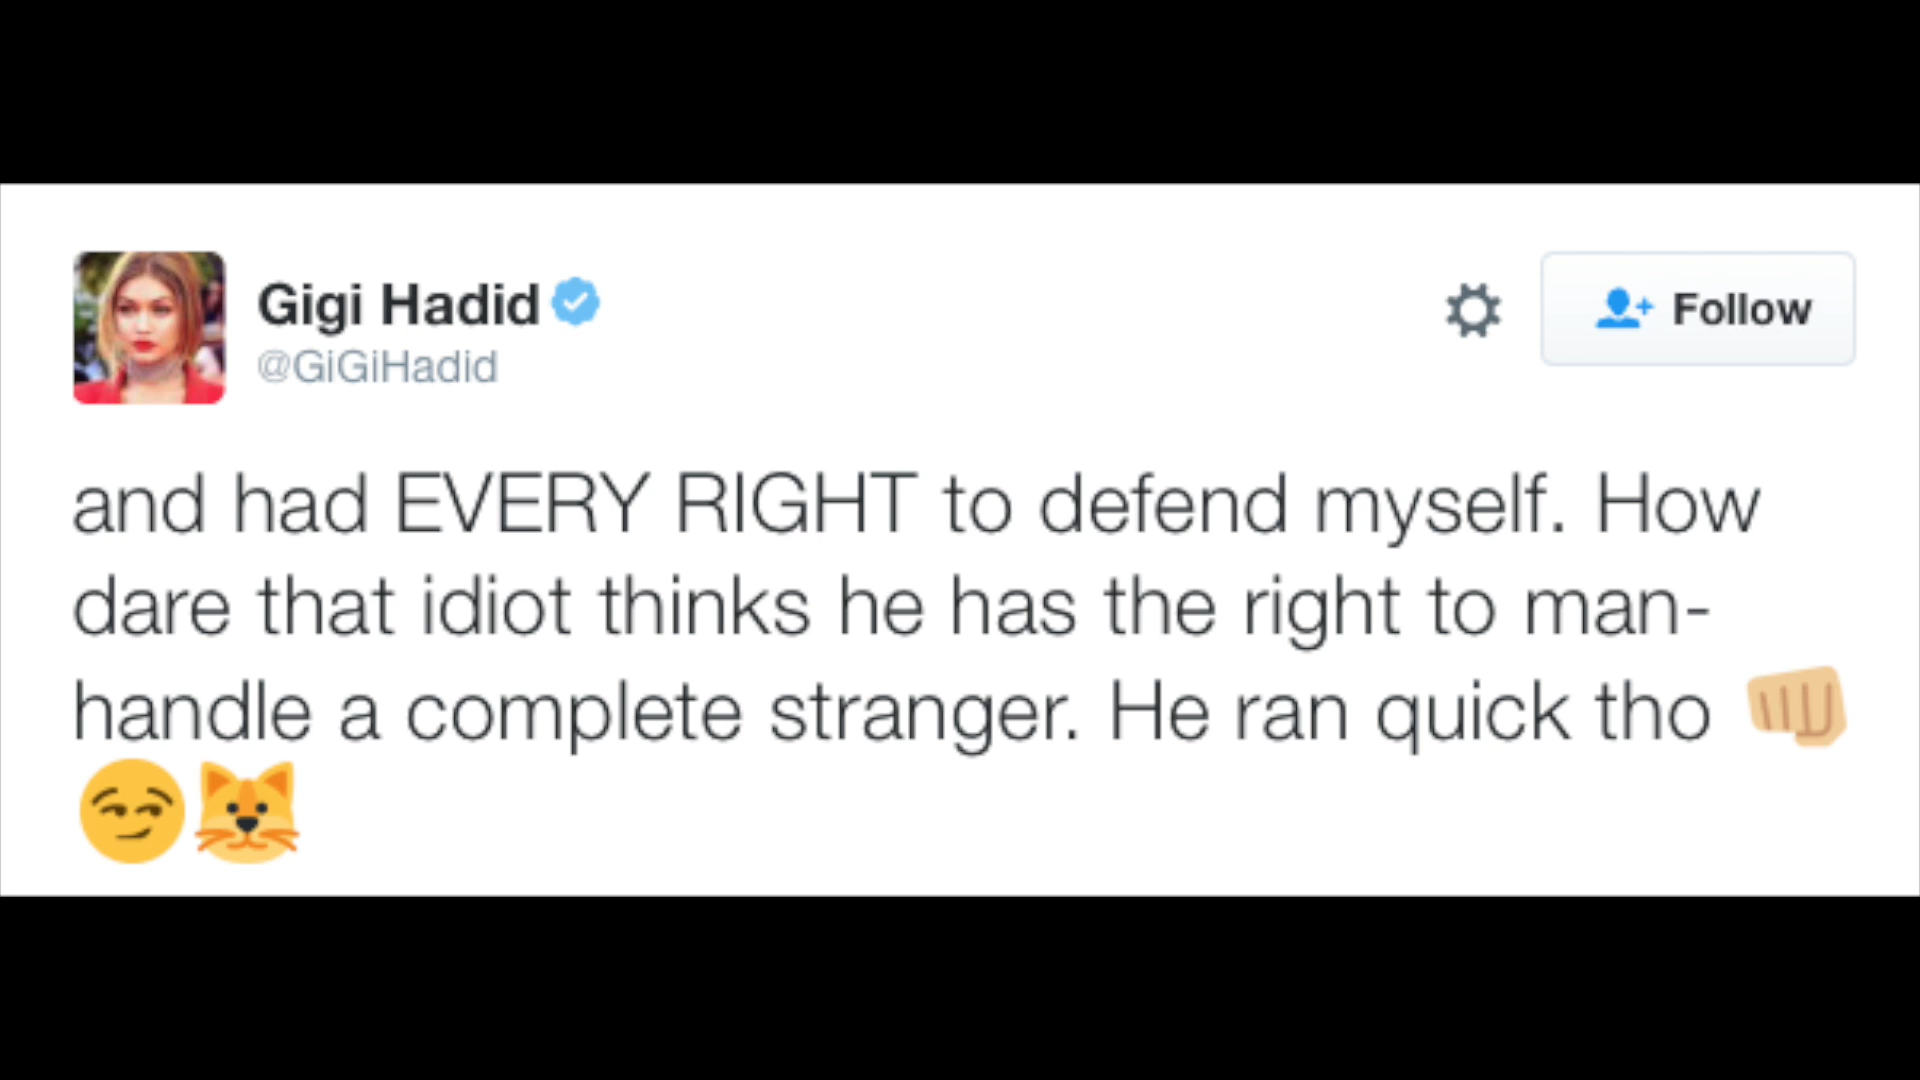 Gigi Hadid
@GiGiHadid
Follow
and had EVERY RIGHT to defend myself. How
dare that idiot thinks he has the right to man-
handle a complete stranger. He ran quick tho 👊🏼
😏🐱